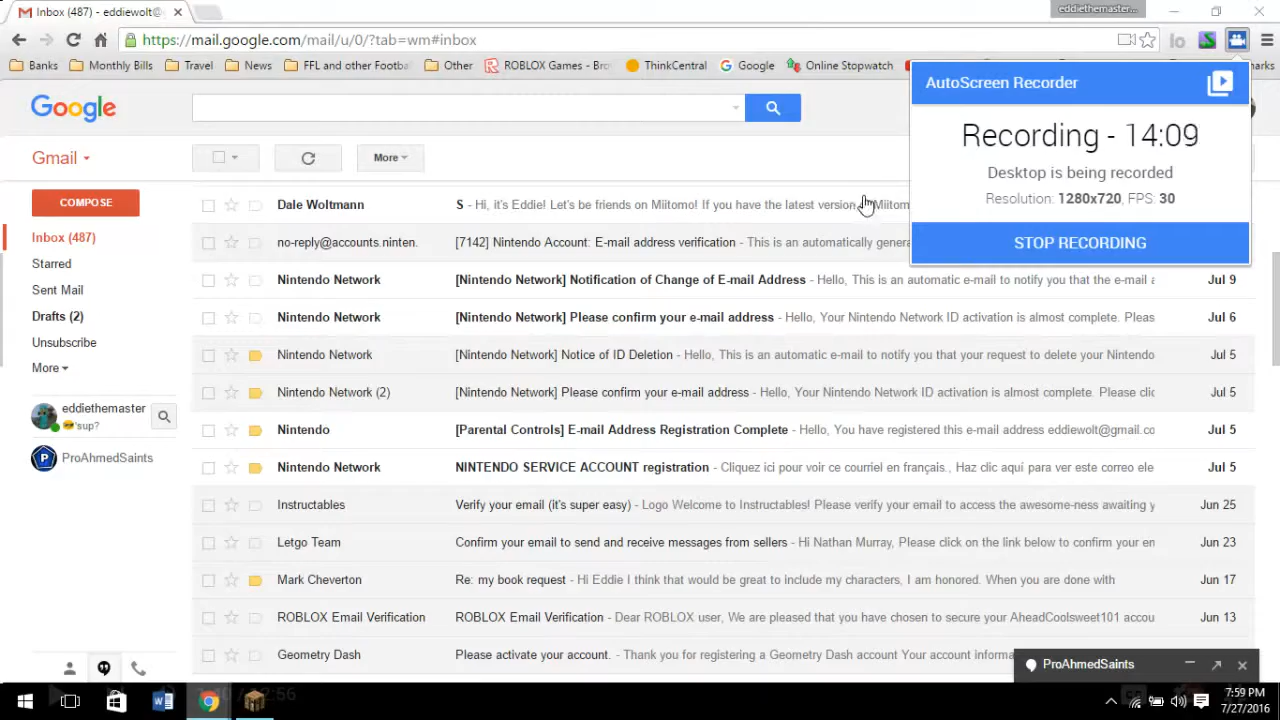 Inbox (487) - eddiewolt@
eddiethemaster...
https://mail.google.com/mail/u/0/?tab=wm#inbox
Banks Monthly Bills Travel News FFL and other Footba Other ROBLOX Games - Bro ThinkCentral Google Online Stopwatch
AutoScreen Recorder
Recording - 14:09
Desktop is being recorded
Resolution: 1280x720, FPS: 30
STOP RECORDING
Google
Gmail
More
COMPOSE
Inbox (487)
Starred
Sent Mail
Drafts (2)
Unsubscribe
More
eddiethemaster
'sup?
ProAhmedSaints
Dale Woltmann S - Hi, it's Eddie! Let's be friends on Miitomo! If you have the latest version Miitom
no-reply@accounts.ninten. [7142] Nintendo Account: E-mail address verification - This is an automatically genera
Nintendo Network [Nintendo Network] Notification of Change of E-mail Address - Hello, This is an automatic e-mail to notify you that the e-mail a Jul 9
Nintendo Network [Nintendo Network] Please confirm your e-mail address - Hello, Your Nintendo Network ID activation is almost complete. Pleas Jul 6
Nintendo Network [Nintendo Network] Notice of ID Deletion - Hello, This is an automatic e-mail to notify you that your request to delete your Nintendo Jul 5
Nintendo Network (2) [Nintendo Network] Please confirm your e-mail address - Hello, Your Nintendo Network ID activation is almost complete. Please clic Jul 5
Nintendo [Parental Controls] E-mail Address Registration Complete - Hello, You have registered this e-mail address eddiewolt@gmail.co Jul 5
Nintendo Network NINTENDO SERVICE ACCOUNT registration - Cliquez ici pour voir ce courriel en français., Haz clic aquí para ver este correo ele Jul 5
Instructables Verify your email (it's super easy) - Logo Welcome to Instructables! Please verify your email to access the awesome-ness awaiting y Jun 25
Letgo Team Confirm your email to send and receive messages from sellers - Hi Nathan Murray, Please click on the link below to confirm your em Jun 23
Mark Cheverton Re: my book request - Hi Eddie I think that would be great to include my characters, I am honored. When you are done with Jun 17
ROBLOX Email Verification ROBLOX Email Verification - Dear ROBLOX user, We are pleased that you have chosen to secure your AheadCoolsweet101 accou Jun 13
Geometry Dash Please activate your account. - Thank you for registering a Geometry Dash account Your account informa
ProAhmedSaints
7:59 PM
7/27/2016